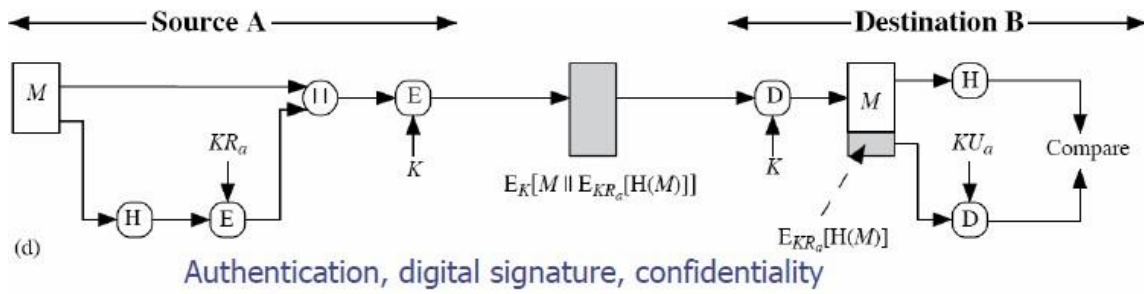 Source A
Destination B
M
||
E
D
M
H
KRa
K
K
KUa
Compare
EK[M || EKRa[H(M)]]
H
E
D
EKRa[H(M)]
(d)
Authentication, digital signature, confidentiality